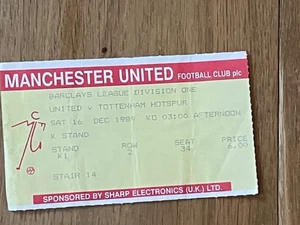 MANCHESTER UNITED FOOTBALL CLUB plc
BARCLAYS LEAGUE DIVISION ONE
UNITED v TOTTENHAM HOTSPUR
SAT 16 DEC 1989 KO 03:00 AFTERNOON
K STAND
STAND ROW SEAT PRICE
K1 2 34 6.00
STAIR 14
SPONSORED BY SHARP ELECTRONICS (U.K.) LTD.